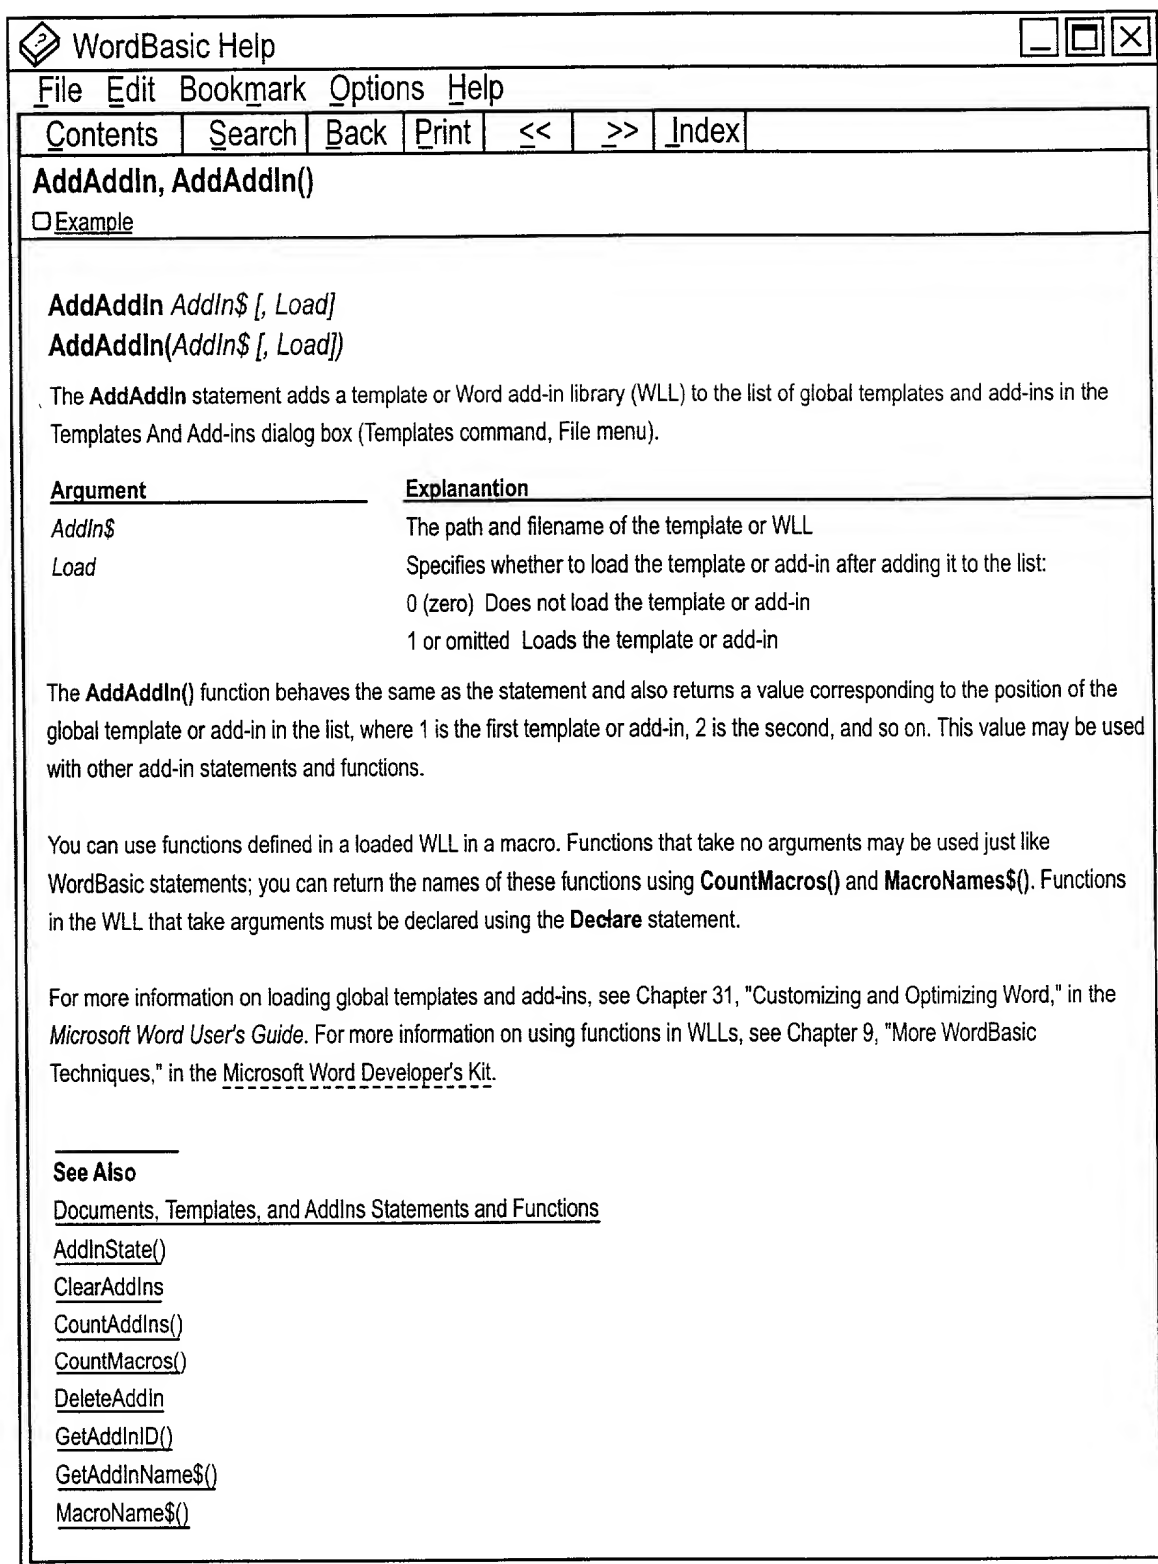 WordBasic Help
File Edit Bookmark Options Help
Contents Search Back Print << >> Index
AddAddIn, AddAddIn()
Example
AddAddIn AddIn$ [, Load]
AddAddIn(AddIn$ [, Load])
The AddAddIn statement adds a template or Word add-in library (WLL) to the list of global templates and add-ins in the
Templates And Add-ins dialog box (Templates command, File menu).
Argument Explanantion
AddIn$ The path and filename of the template or WLL
Load Specifies whether to load the template or add-in after adding it to the list:
0 (zero) Does not load the template or add-in
1 or omitted Loads the template or add-in
The AddAddIn() function behaves the same as the statement and also returns a value corresponding to the position of the
global template or add-in in the list, where 1 is the first template or add-in, 2 is the second, and so on. This value may be used
with other add-in statements and functions.
You can use functions defined in a loaded WLL in a macro. Functions that take no arguments may be used just like
WordBasic statements; you can return the names of these functions using CountMacros() and MacroNames$(). Functions
in the WLL that take arguments must be declared using the Declare statement.
For more information on loading global templates and add-ins, see Chapter 31, "Customizing and Optimizing Word," in the
Microsoft Word User's Guide. For more information on using functions in WLLs, see Chapter 9, "More WordBasic
Techniques," in the Microsoft Word Developer's Kit.
See Also
Documents, Templates, and AddIns Statements and Functions
AddInState()
ClearAddIns
CountAddIns()
CountMacros()
DeleteAddIn
GetAddInID()
GetAddInName$()
MacroName$()